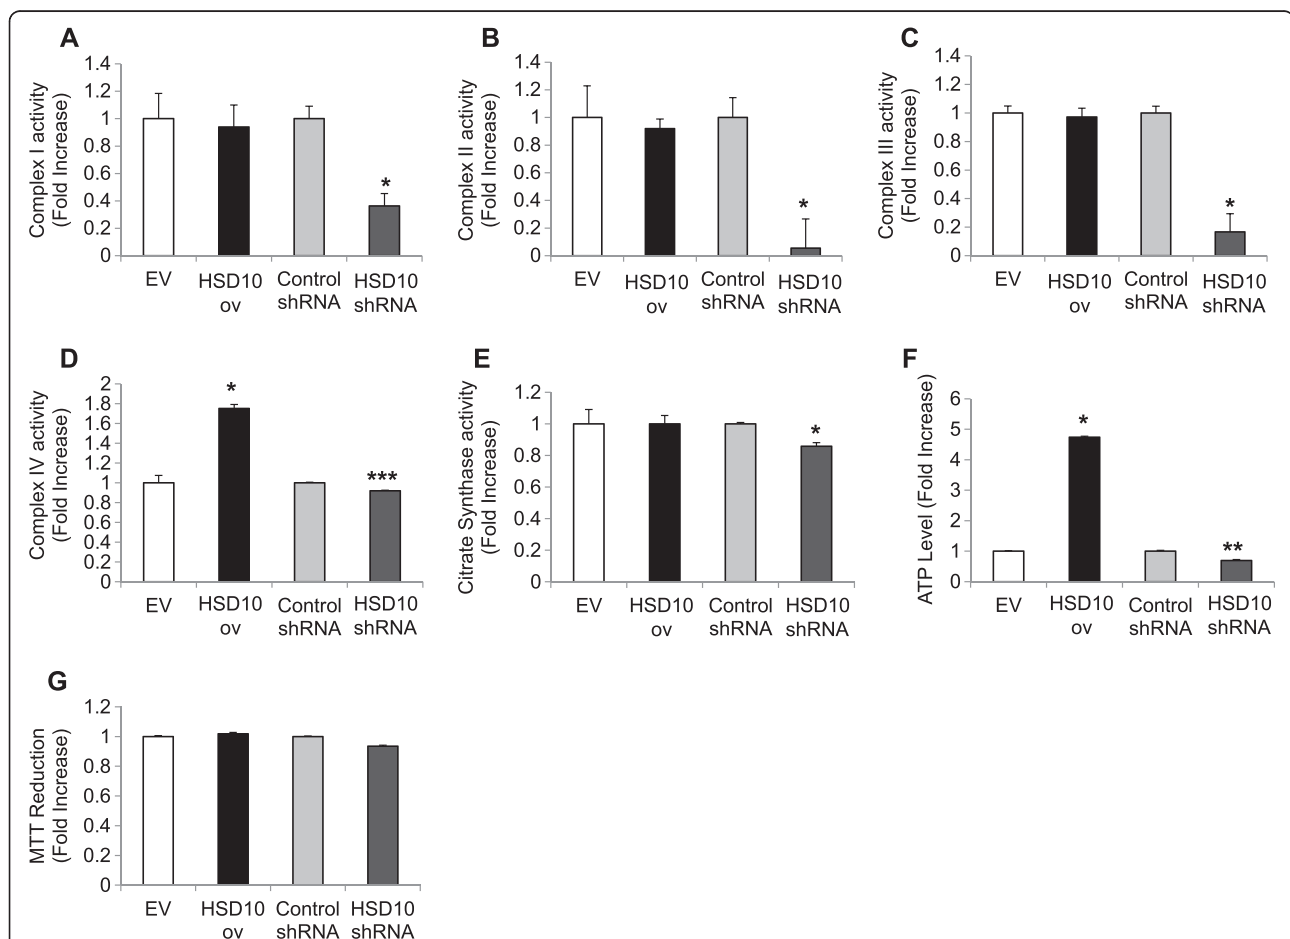 A
Complex I activity
(Fold Increase)
1.4
1.2
1
0.8
0.6
0.4
0.2
0
*
EV
HSD10
ov
Control
shRNA
HSD10
shRNA
B
Complex II activity
(Fold Increase)
1.4
1.2
1
0.8
0.6
0.4
0.2
0
*
EV
HSD10
ov
Control
shRNA
HSD10
shRNA
C
Complex III activity
(Fold Increase)
1.4
1.2
1
0.8
0.6
0.4
0.2
0
*
EV
HSD10
ov
Control
shRNA
HSD10
shRNA
D
Complex IV activity
(Fold Increase)
2
1.8
1.6
1.4
1.2
1
0.8
0.6
0.4
0.2
0
*
***
EV
HSD10
ov
Control
shRNA
HSD10
shRNA
E
Citrate Synthase activity
(Fold Increase)
1.2
1
0.8
0.6
0.4
0.2
0
*
EV
HSD10
ov
Control
shRNA
HSD10
shRNA
F
ATP Level (Fold Increase)
6
5
4
3
2
1
0
*
**
EV
HSD10
ov
Control
shRNA
HSD10
shRNA
G
MTT Reduction
(Fold Increase)
1.2
1
0.8
0.6
0.4
0.2
0
EV
HSD10
ov
Control
shRNA
HSD10
shRNA